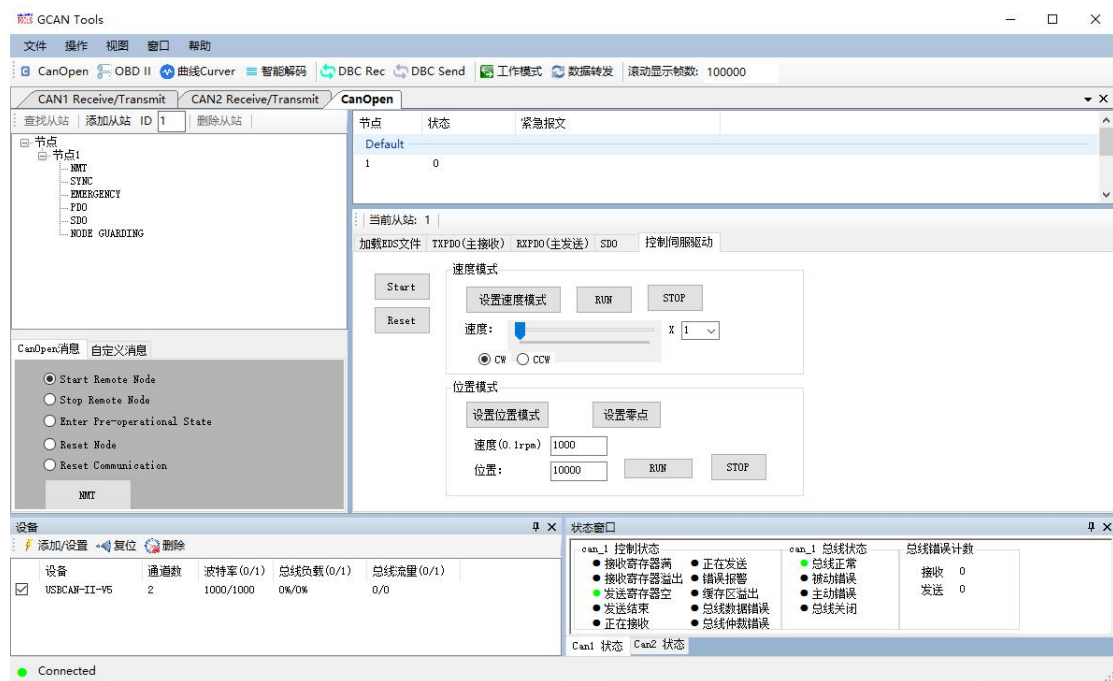 GCAN Tools
文件 操作 视图 窗口 帮助
CanOpen OBD II 曲线Curver 智能解码 DBC Rec DBC Send 工作模式 数据转发 滚动显示帧数: 100000
CAN1 Receive/Transmit CAN2 Receive/Transmit CanOpen
查找从站 添加从站 ID 1 删除从站
节点
节点1
NMT
SYNC
EMERGENCY
PDO
SDO
NODE GUARDING
节点 状态 紧急报文
Default
1 0
当前从站: 1
加载EDS文件 TXPDO(主接收) RXPDO(主发送) SDO 控制伺服驱动
Start
Reset
速度模式
设置速度模式 RUN STOP
速度: X 1
CW CCW
位置模式
设置位置模式 设置零点
速度(0.1rpm) 1000
位置: 10000 RUN STOP
CanOpen消息 自定义消息
Start Remote Node
Stop Remote Node
Enter Pre-operational State
Reset Node
Reset Communication
NMT
设备
添加/设置 复位 删除
设备 通道数 波特率(0/1) 总线负载(0/1) 总线流量(0/1)
USBCAN-II-V5 2 1000/1000 0%/0% 0/0
状态窗口
can_1 控制状态
接收寄存器满 正在发送
接收寄存器溢出 错误报警
发送寄存器空 缓存区溢出
发送结束 总线数据错误
正在接收 总线仲裁错误
can_1 总线状态
总线正常
被动错误
主动错误
总线关闭
总线错误计数
接收 0
发送 0
Can1 状态 Can2 状态
Connected